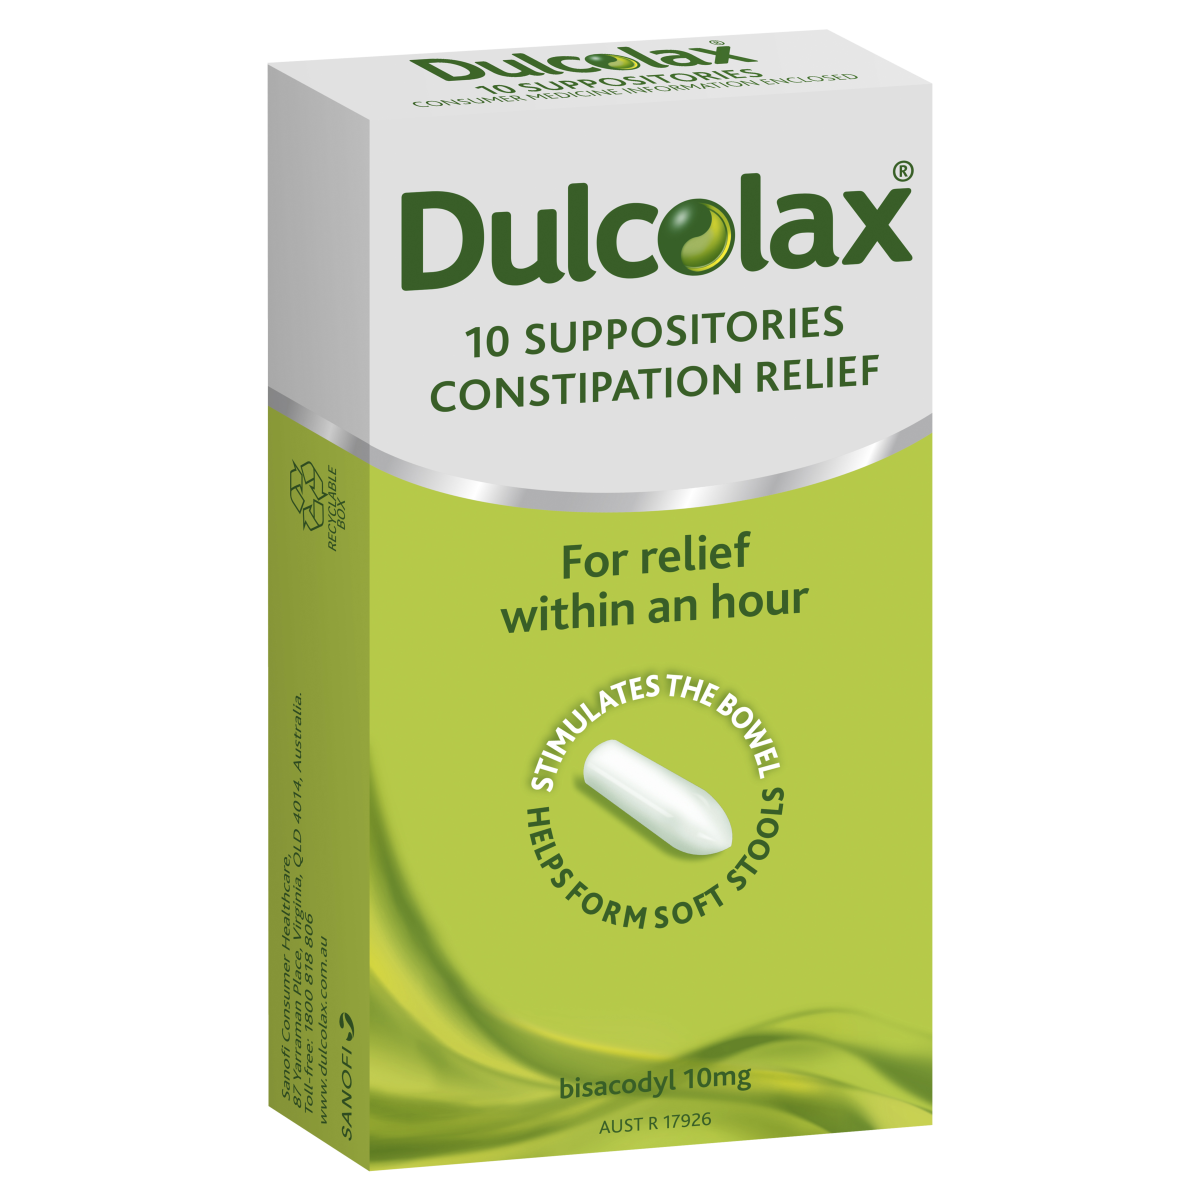 Dulcolax®
10 SUPPOSITORIES
CONSUMER MEDICINE INFORMATION ENCLOSED
Dulcolax®
10 SUPPOSITORIES
CONSTIPATION RELIEF
For relief
within an hour
STIMULATES THE BOWEL
HELPS FORM SOFT STOOLS
bisacodyl 10mg
AUST R 17926
RECYCLABLE
BOX
Sanofi Consumer Healthcare,
87 Yarraman Place, Virginia, QLD 4014, Australia.
Toll-free: 1800 818 806
www.dulcolax.com.au
SANOFI